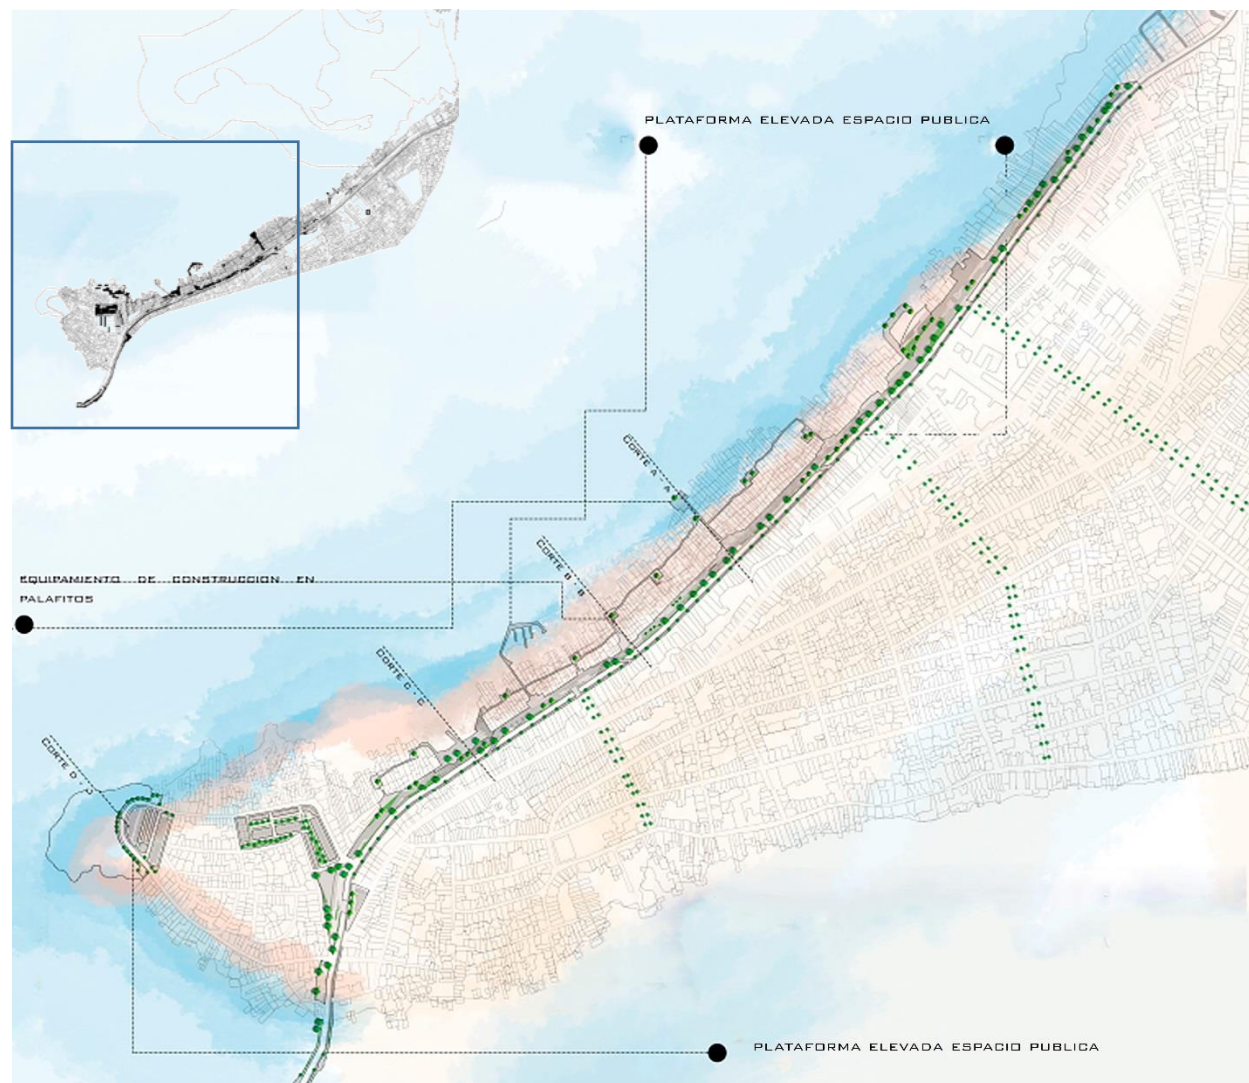 PLATAFORMA ELEVADA ESPACIO PUBLICA
CORTE A - A
CORTE B - B
EQUIPAMIENTO DE CONSTRUCCION EN
PALAFITOS
CORTE C - C
CORTE D - D
PLATAFORMA ELEVADA ESPACIO PUBLICA